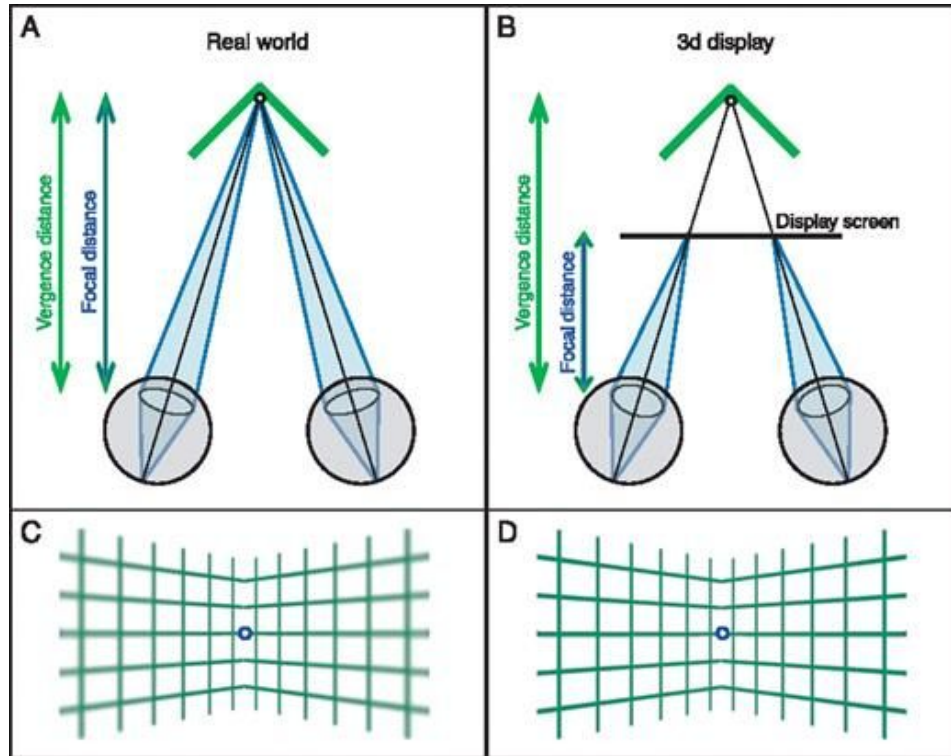 A
Real world
Vergence distance
Focal distance
B
3d display
Vergence distance
Focal distance
Display screen
C
D